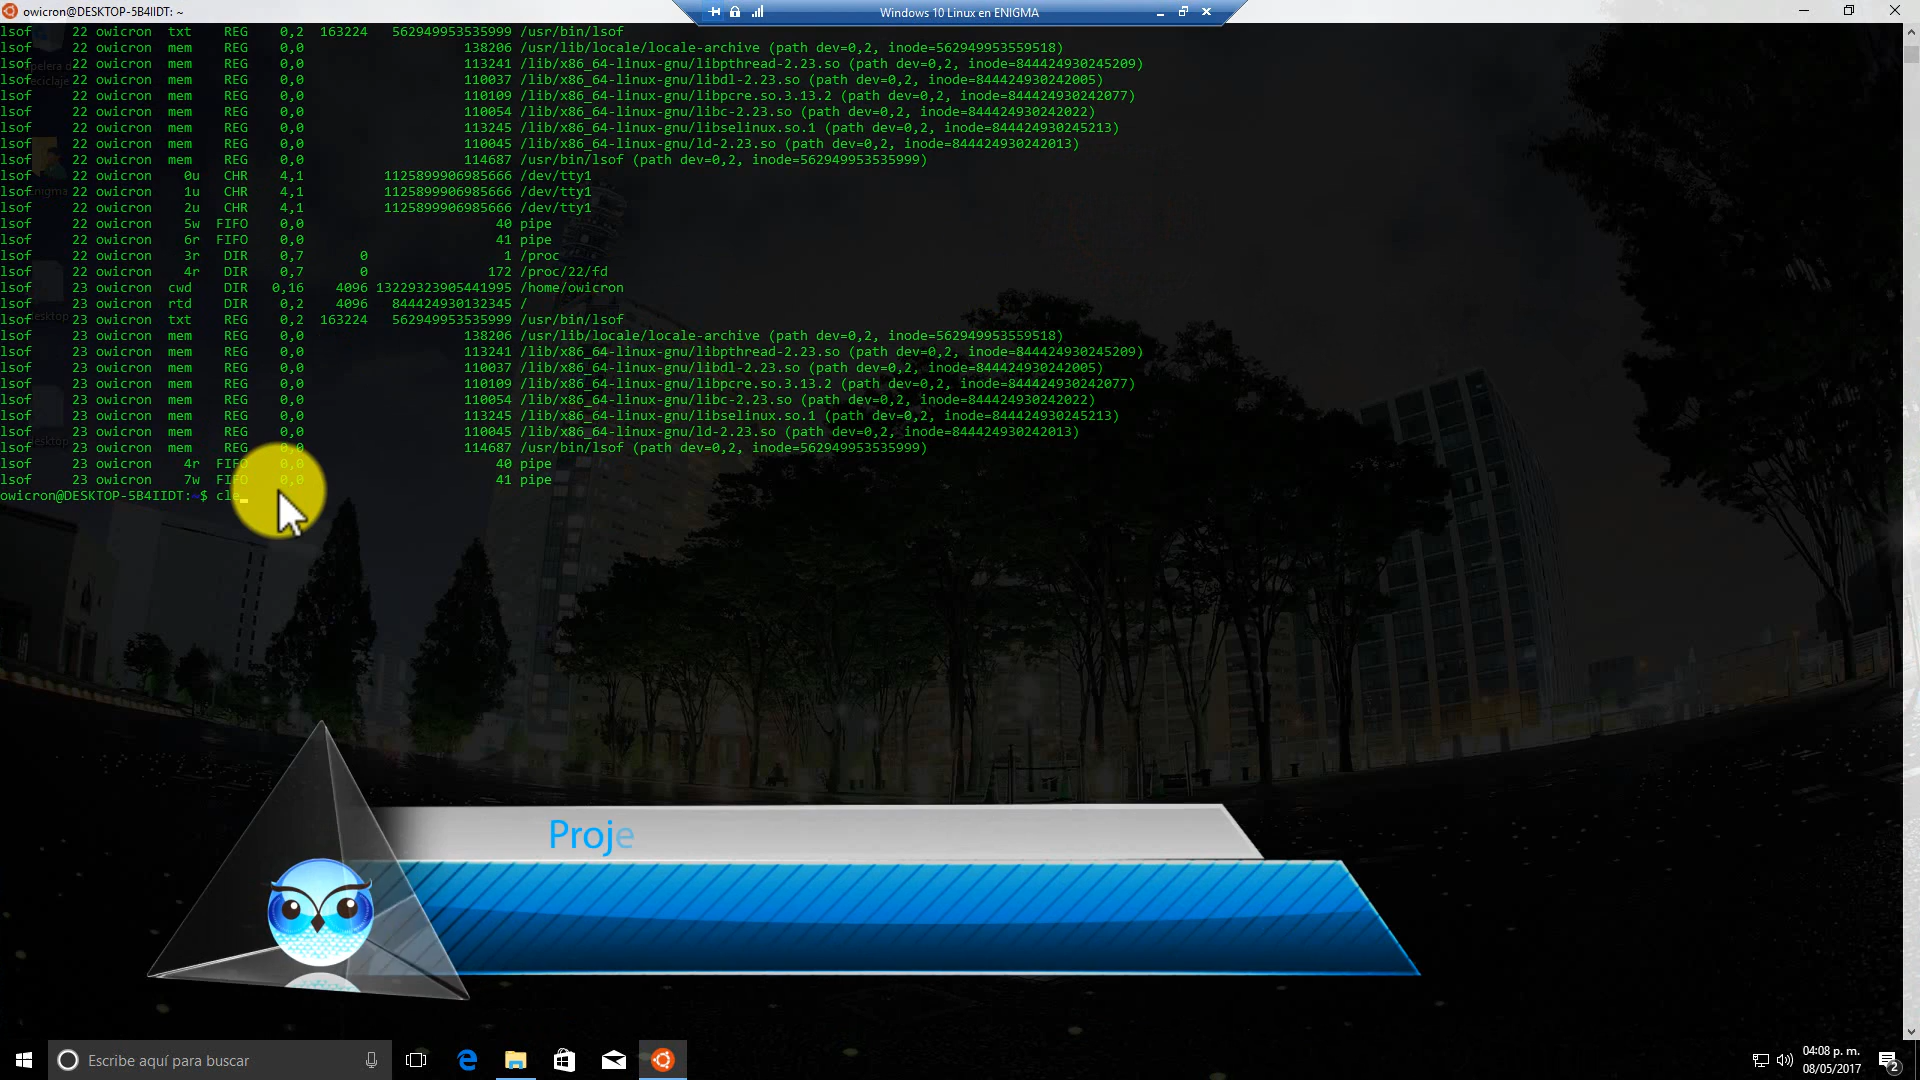 owicron@DESKTOP-5B4IIDT: ~
Windows 10 Linux en ENIGMA
lsof 22 owicron txt REG 0,2 163224 562949953535999 /usr/bin/lsof
lsof 22 owicron mem REG 0,0 138206 /usr/lib/locale/locale-archive (path dev=0,2, inode=562949953559518)
lsof 22 owicron mem REG 0,0 113241 /lib/x86_64-linux-gnu/libpthread-2.23.so (path dev=0,2, inode=844424930245209)
lsof 22 owicron mem REG 0,0 110037 /lib/x86_64-linux-gnu/libdl-2.23.so (path dev=0,2, inode=844424930242005)
lsof 22 owicron mem REG 0,0 110109 /lib/x86_64-linux-gnu/libpcre.so.3.13.2 (path dev=0,2, inode=844424930242077)
lsof 22 owicron mem REG 0,0 110054 /lib/x86_64-linux-gnu/libc-2.23.so (path dev=0,2, inode=844424930242022)
lsof 22 owicron mem REG 0,0 113245 /lib/x86_64-linux-gnu/libselinux.so.1 (path dev=0,2, inode=844424930245213)
lsof 22 owicron mem REG 0,0 110045 /lib/x86_64-linux-gnu/ld-2.23.so (path dev=0,2, inode=844424930242013)
lsof 22 owicron mem REG 0,0 114687 /usr/bin/lsof (path dev=0,2, inode=562949953535999)
lsof 22 owicron 0u CHR 4,1 1125899906985666 /dev/tty1
lsof 22 owicron 1u CHR 4,1 1125899906985666 /dev/tty1
lsof 22 owicron 2u CHR 4,1 1125899906985666 /dev/tty1
lsof 22 owicron 5w FIFO 0,0 40 pipe
lsof 22 owicron 6r FIFO 0,0 41 pipe
lsof 22 owicron 3r DIR 0,7 0 1 /proc
lsof 22 owicron 4r DIR 0,7 0 172 /proc/22/fd
lsof 23 owicron cwd DIR 0,16 4096 13229323905441995 /home/owicron
lsof 23 owicron rtd DIR 0,2 4096 844424930132345 /
lsof 23 owicron txt REG 0,2 163224 562949953535999 /usr/bin/lsof
lsof 23 owicron mem REG 0,0 138206 /usr/lib/locale/locale-archive (path dev=0,2, inode=562949953559518)
lsof 23 owicron mem REG 0,0 113241 /lib/x86_64-linux-gnu/libpthread-2.23.so (path dev=0,2, inode=844424930245209)
lsof 23 owicron mem REG 0,0 110037 /lib/x86_64-linux-gnu/libdl-2.23.so (path dev=0,2, inode=844424930242005)
lsof 23 owicron mem REG 0,0 110109 /lib/x86_64-linux-gnu/libpcre.so.3.13.2 (path dev=0,2, inode=844424930242077)
lsof 23 owicron mem REG 0,0 110054 /lib/x86_64-linux-gnu/libc-2.23.so (path dev=0,2, inode=844424930242022)
lsof 23 owicron mem REG 0,0 113245 /lib/x86_64-linux-gnu/libselinux.so.1 (path dev=0,2, inode=844424930245213)
lsof 23 owicron mem REG 0,0 110045 /lib/x86_64-linux-gnu/ld-2.23.so (path dev=0,2, inode=844424930242013)
lsof 23 owicron mem REG 0,0 114687 /usr/bin/lsof (path dev=0,2, inode=562949953535999)
lsof 23 owicron 4r FIFO 0,0 40 pipe
lsof 23 owicron 7w FIFO 0,0 41 pipe
owicron@DESKTOP-5B4IIDT:~$ cle_
Proje
Escribe aquí para buscar
04:08 p. m.
08/05/2017
2